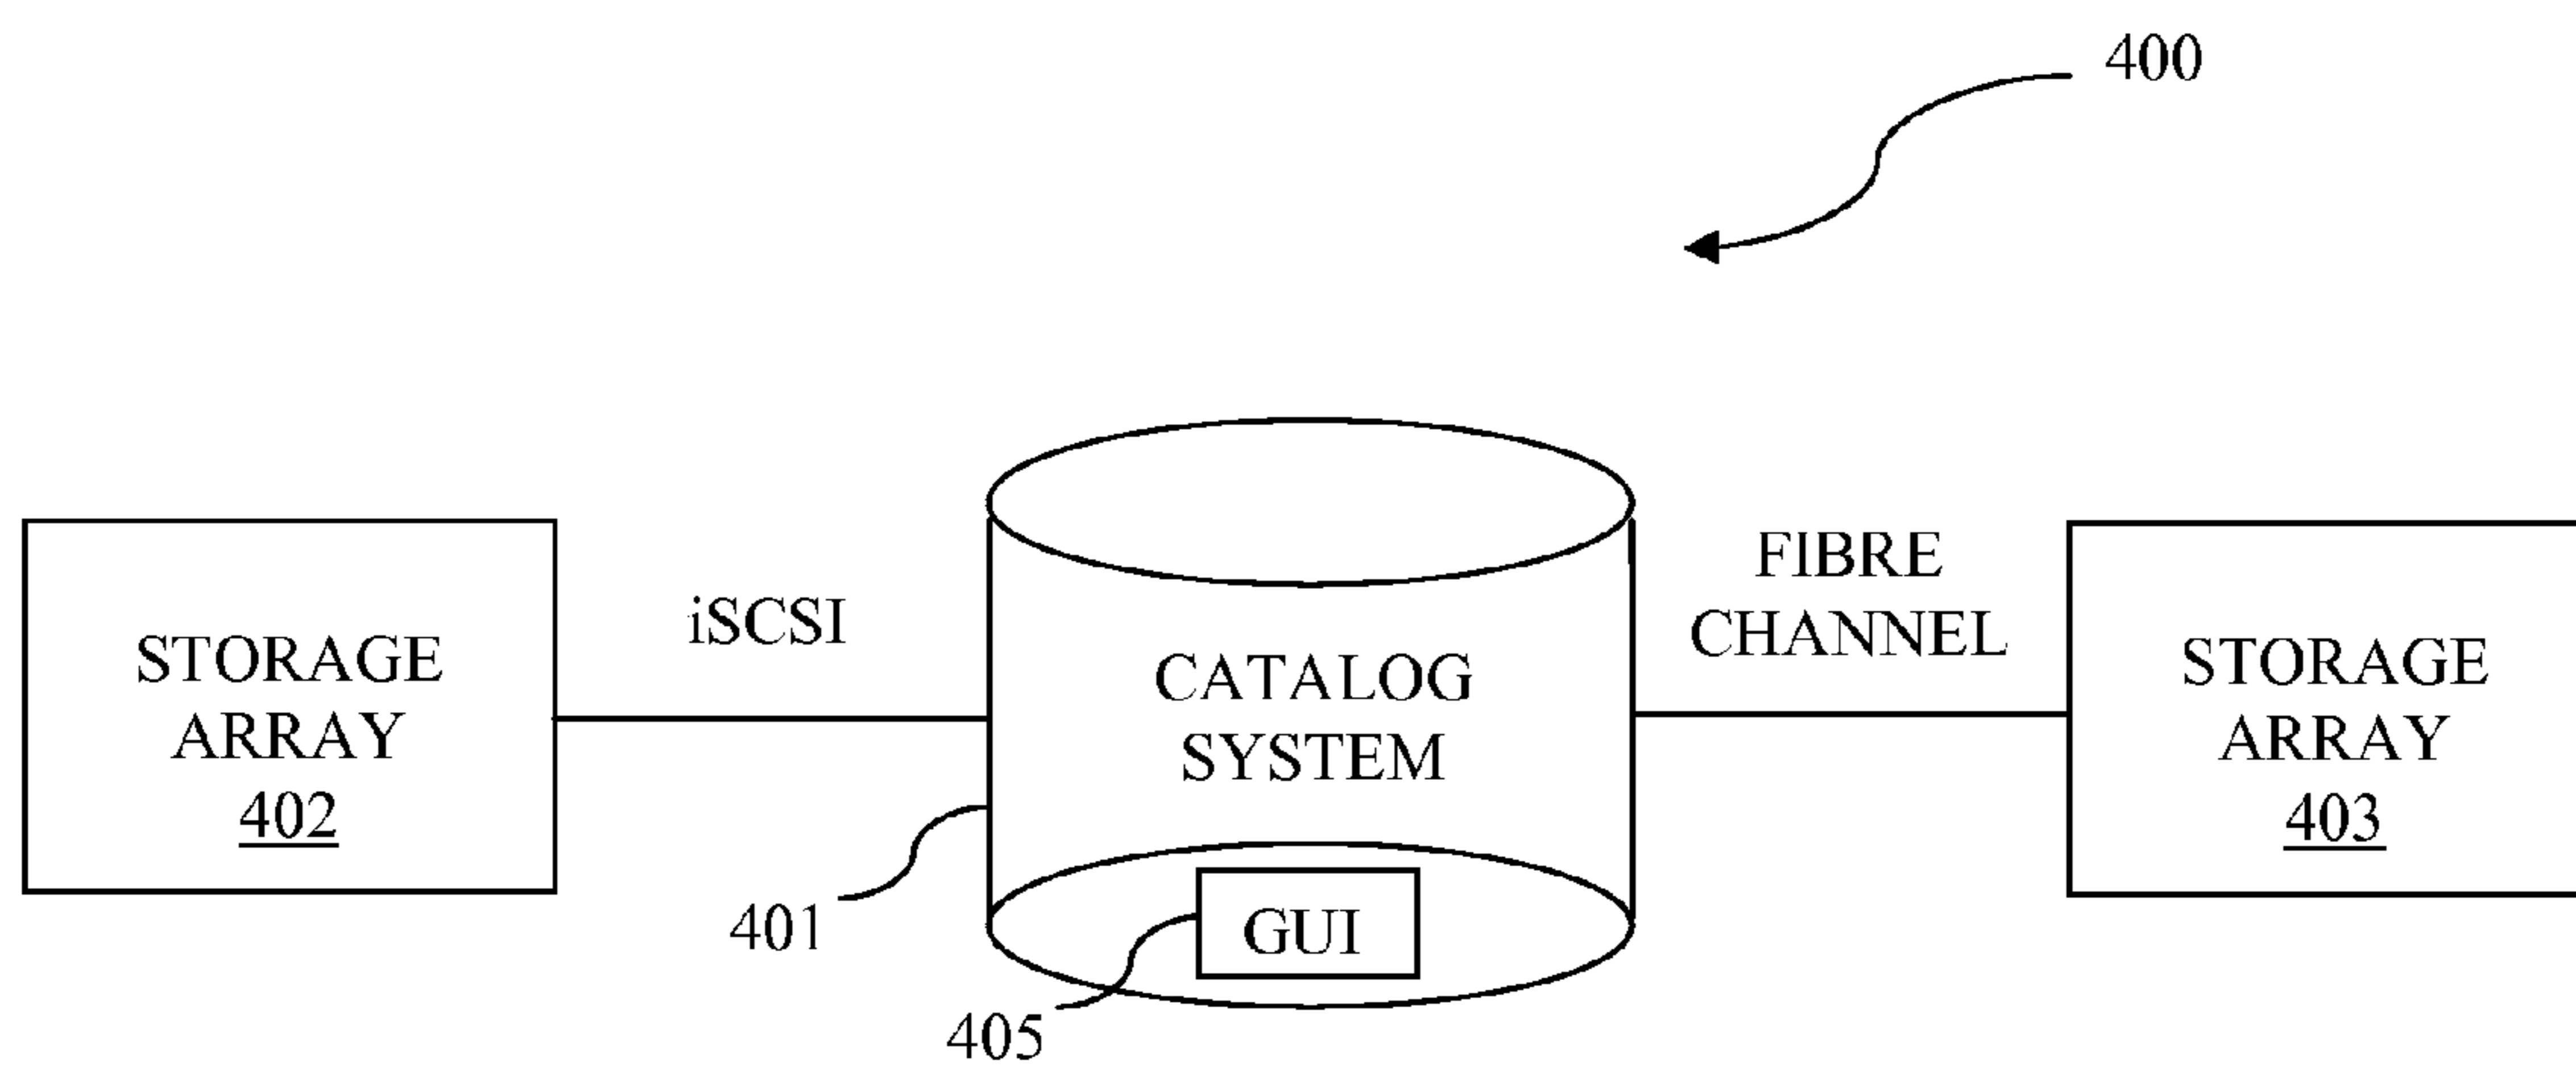 400
STORAGE
ARRAY
402
iSCSI
401
CATALOG
SYSTEM
GUI
405
FIBRE
CHANNEL
STORAGE
ARRAY
403